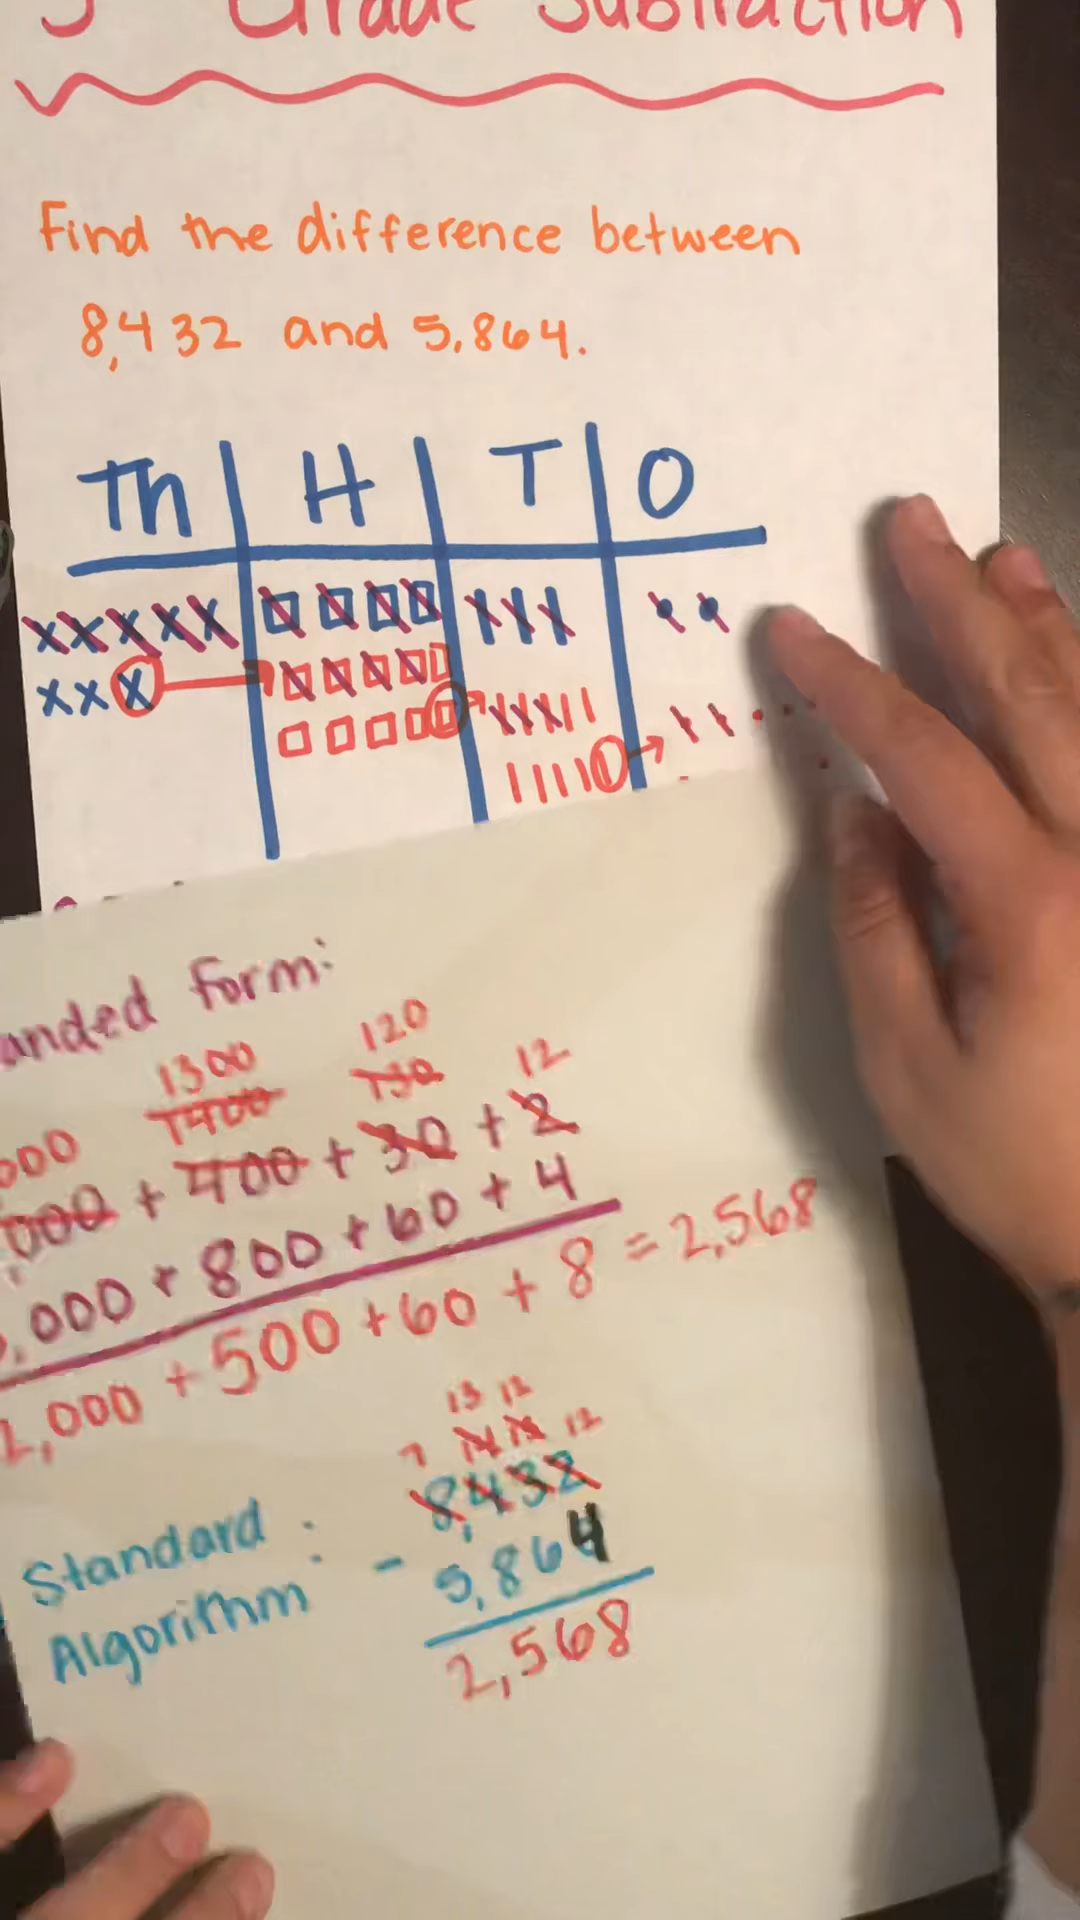 Grade Subtraction
Find the difference between
8,432 and 5,864.
Th H T O
anded form:
1300 120
1400 130 12
000 + 400 + 30 + 2
,000 + 800 + 60 + 4
2,000 + 500 + 60 + 8 = 2,568
13 12
7 14 13 12
8,432
Standard : - 5,864
Algorithm 2,568